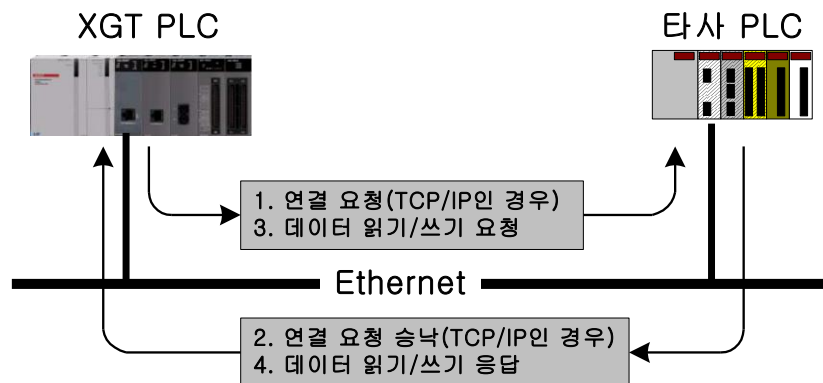 XGT PLC
타사 PLC
1. 연결 요청(TCP/IP인 경우)
3. 데이터 읽기/쓰기 요청
Ethernet
2. 연결 요청 승낙(TCP/IP인 경우)
4. 데이터 읽기/쓰기 응답